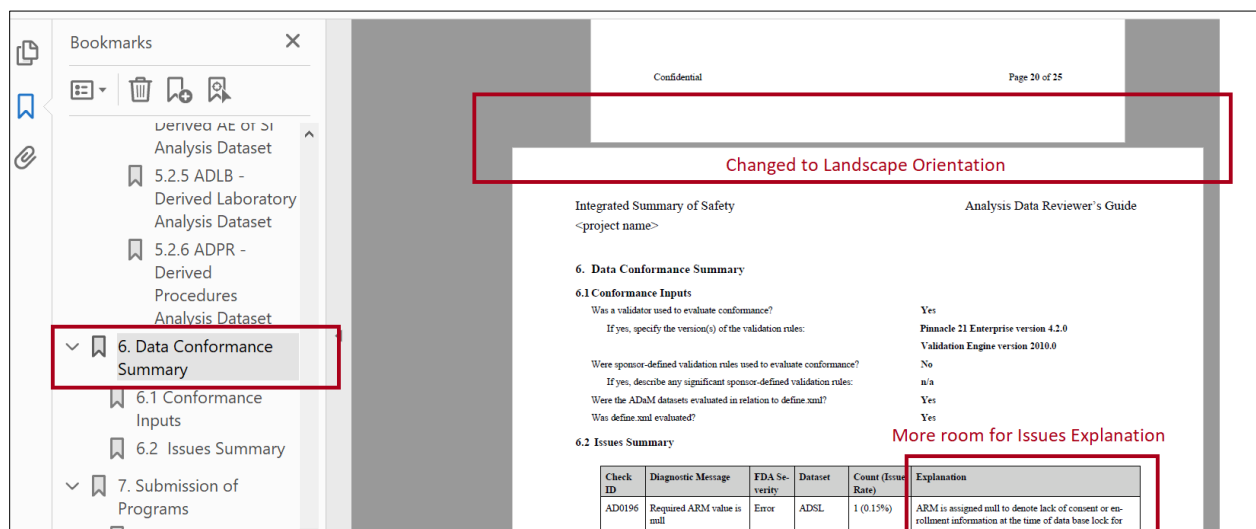 Bookmarks
Derived AE of SI
Analysis Dataset
5.2.5 ADLB -
Derived Laboratory
Analysis Dataset
5.2.6 ADPR -
Derived
Procedures
Analysis Dataset
6. Data Conformance
Summary
6.1 Conformance
Inputs
6.2 Issues Summary
7. Submission of
Programs
Confidential Page 20 of 25
Changed to Landscape Orientation
Integrated Summary of Safety Analysis Data Reviewer's Guide
<project name>
6. Data Conformance Summary
6.1 Conformance Inputs
Was a validator used to evaluate conformance? Yes
If yes, specify the version(s) of the validation rules: Pinnacle 21 Enterprise version 4.2.0
Validation Engine version 2010.0
Were sponsor-defined validation rules used to evaluate conformance? No
If yes, describe any significant sponsor-defined validation rules: n/a
Were the ADaM datasets evaluated in relation to define.xml? Yes
Was define.xml evaluated? Yes
6.2 Issues Summary
More room for Issues Explanation
Check ID Diagnostic Message FDA Se-verity Dataset Count (Issue Rate) Explanation
AD0196 Required ARM value is null Error ADSL 1 (0.15%) ARM is assigned null to denote lack of consent or en-
rollment information at the time of data base lock for